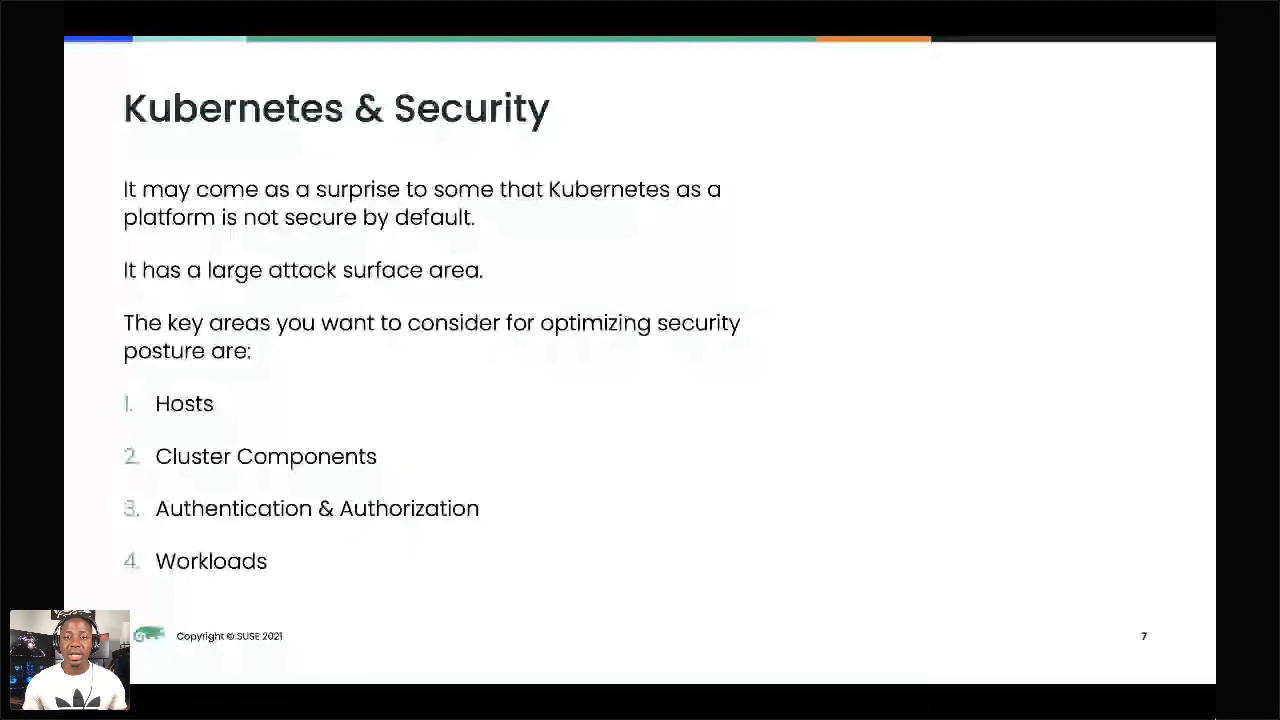 Kubernetes & Security
It may come as a surprise to some that Kubernetes as a
platform is not secure by default.
It has a large attack surface area.
The key areas you want to consider for optimizing security
posture are:
1. Hosts
2. Cluster Components
3. Authentication & Authorization
4. Workloads
Copyright © SUSE 2021
7